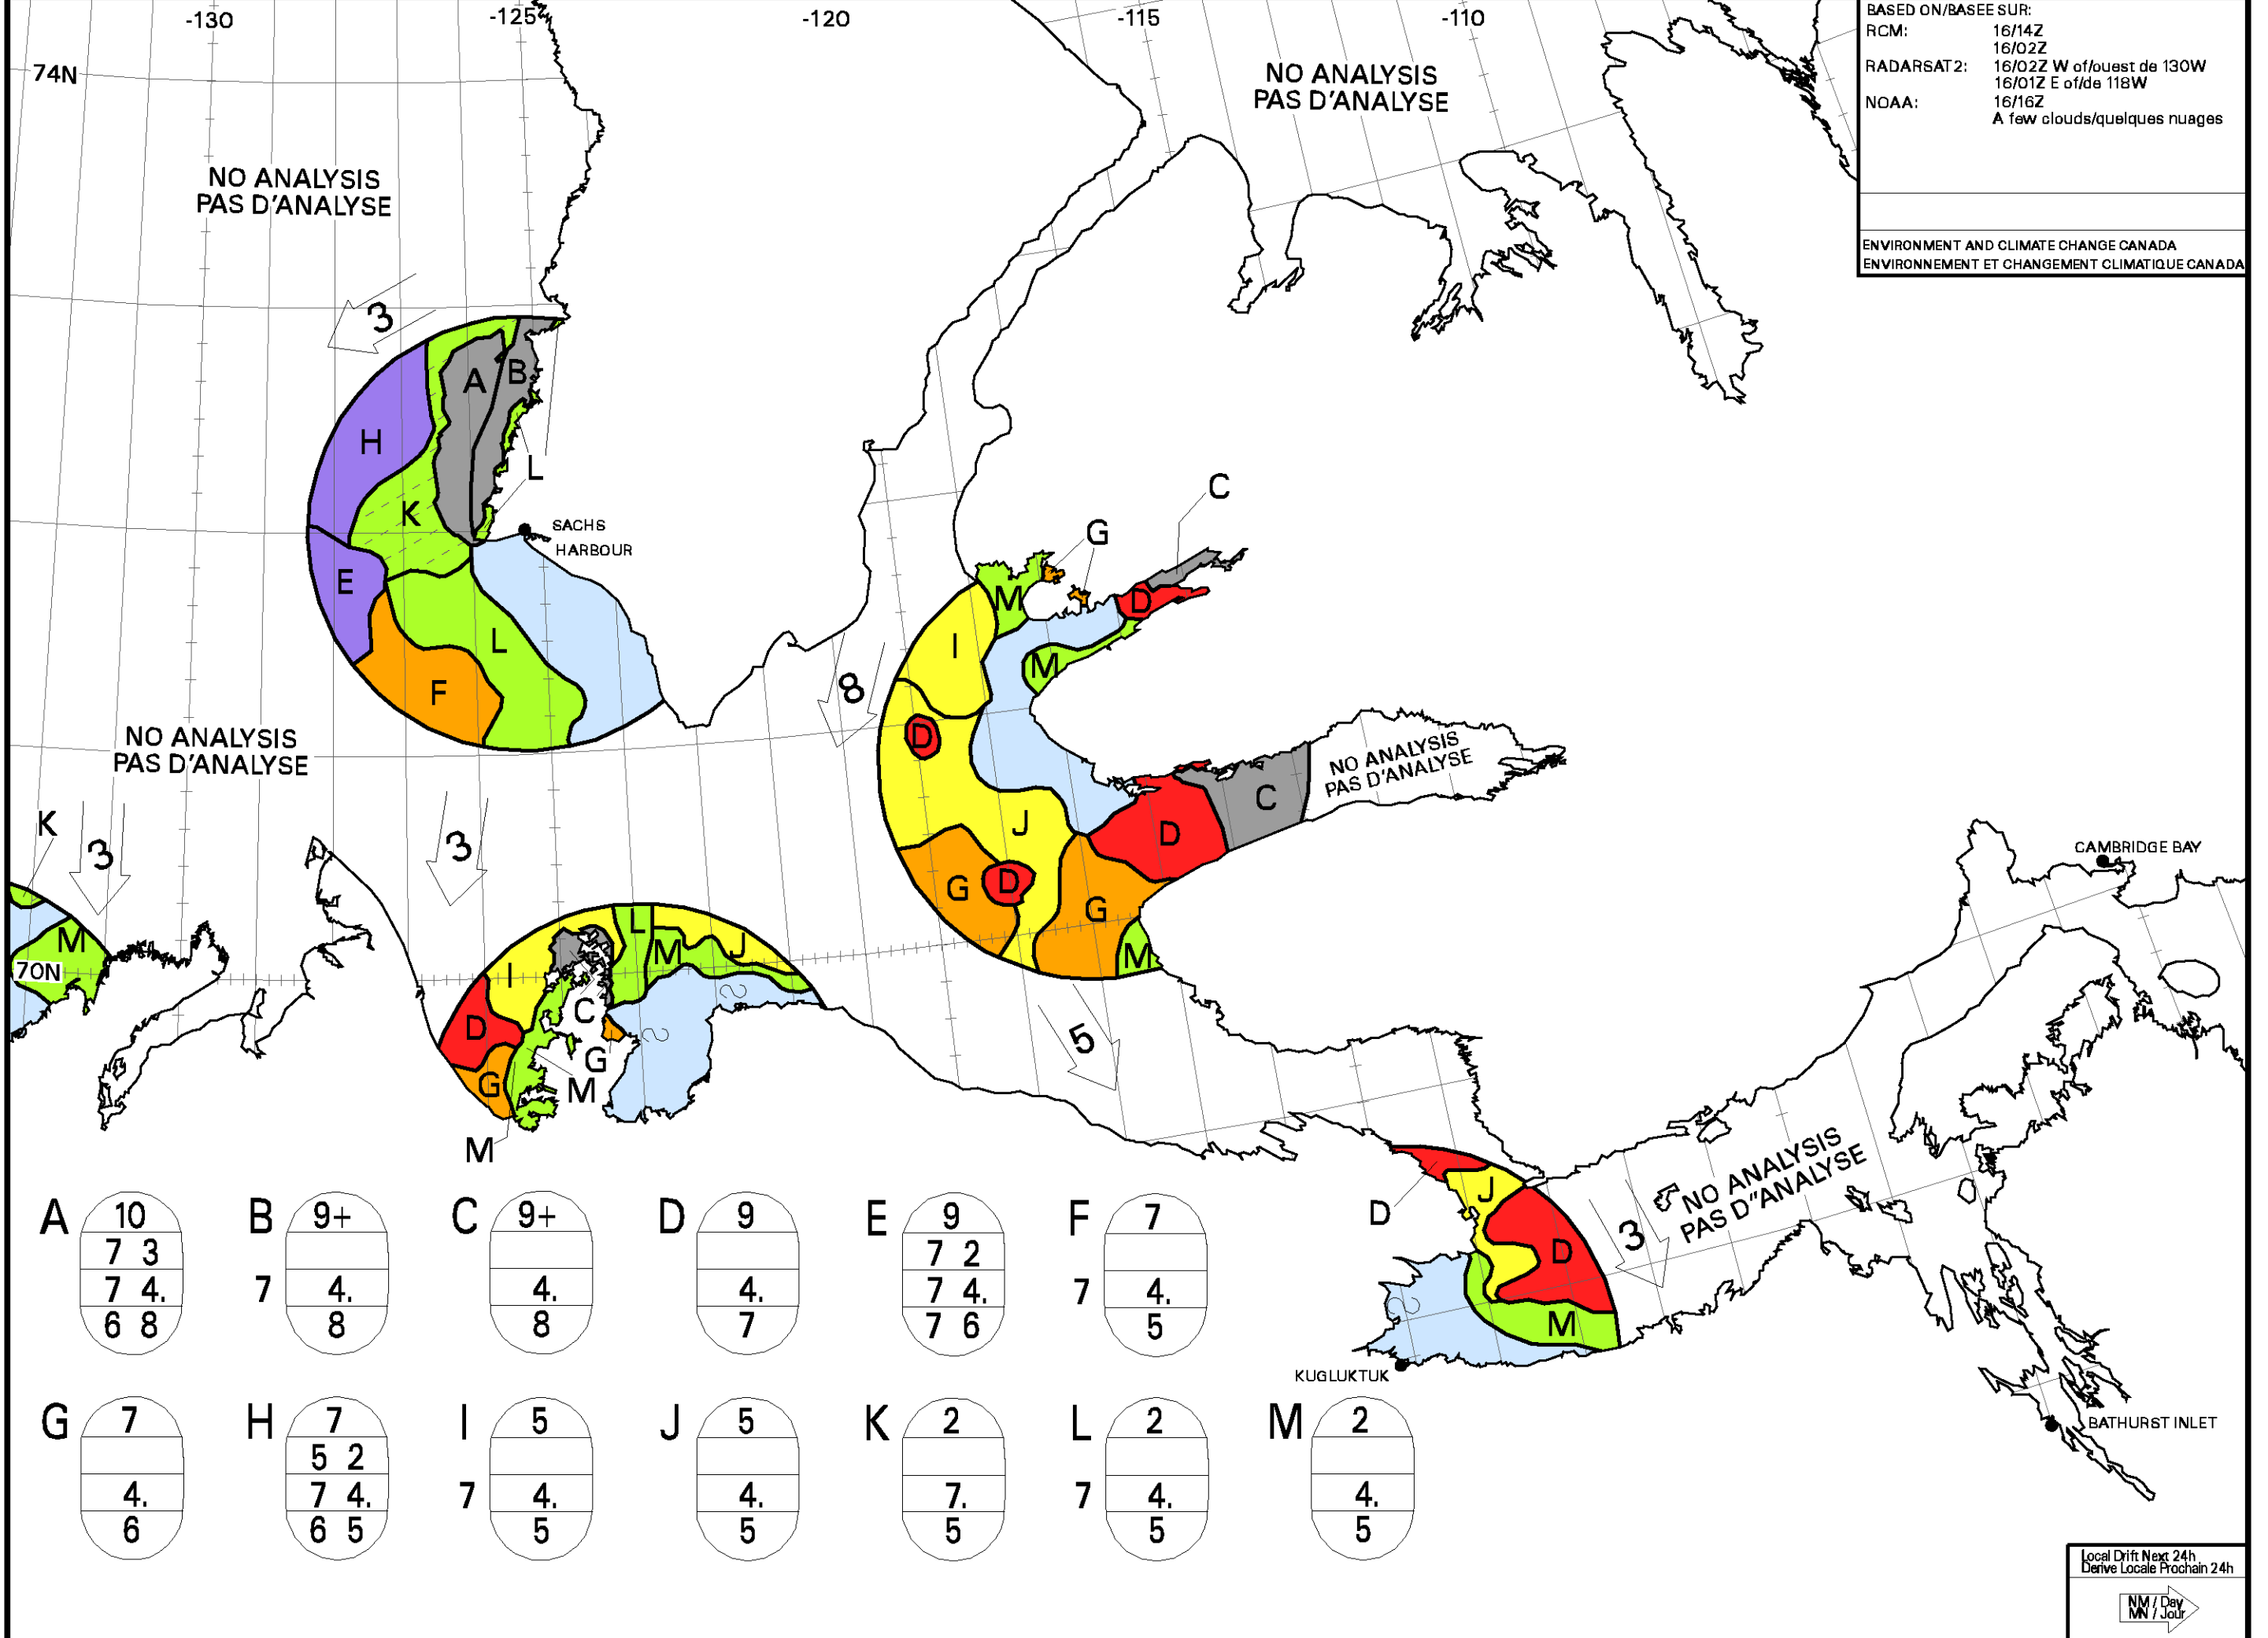 -130
-125
-120
-115
-110
BASED ON/BASEE SUR:
RCM: 16/14Z
16/02Z
RADARSAT2: 16/02Z W of/ouest de 130W
16/01Z E of/de 118W
NOAA: 16/16Z
A few clouds/quelques nuages
ENVIRONMENT AND CLIMATE CHANGE CANADA
ENVIRONNEMENT ET CHANGEMENT CLIMATIQUE CANADA
74N
NO ANALYSIS
PAS D'ANALYSE
NO ANALYSIS
PAS D'ANALYSE
3
A
B
H
L
K
SACHS
HARBOUR
E
L
F
C
G
M
D
I
M
8
D
NO ANALYSIS
PAS D'ANALYSE
C
J
D
G
D
G
M
NO ANALYSIS
PAS D'ANALYSE
K
3
3
M
70N
CAMBRIDGE BAY
L
M
J
I
C
D
G
G
M
M
5
NO ANALYSIS
PAS D"ANALYSE
3
D
J
D
M
KUGLUKTUK
BATHURST INLET
A
10
7 3
7 4.
6 8
B
9+
7 4.
8
C
9+
4.
8
D
9
4.
7
E
9
7 2
7 4.
7 6
F
7
7 4.
5
G
7
4.
6
H
7
5 2
7 4.
6 5
I
5
7 4.
5
J
5
4.
5
K
2
7.
5
L
2
7 4.
5
M
2
4.
5
Local Drift Next 24h
Derive Locale Prochain 24h
NM / Day
MN / Jour